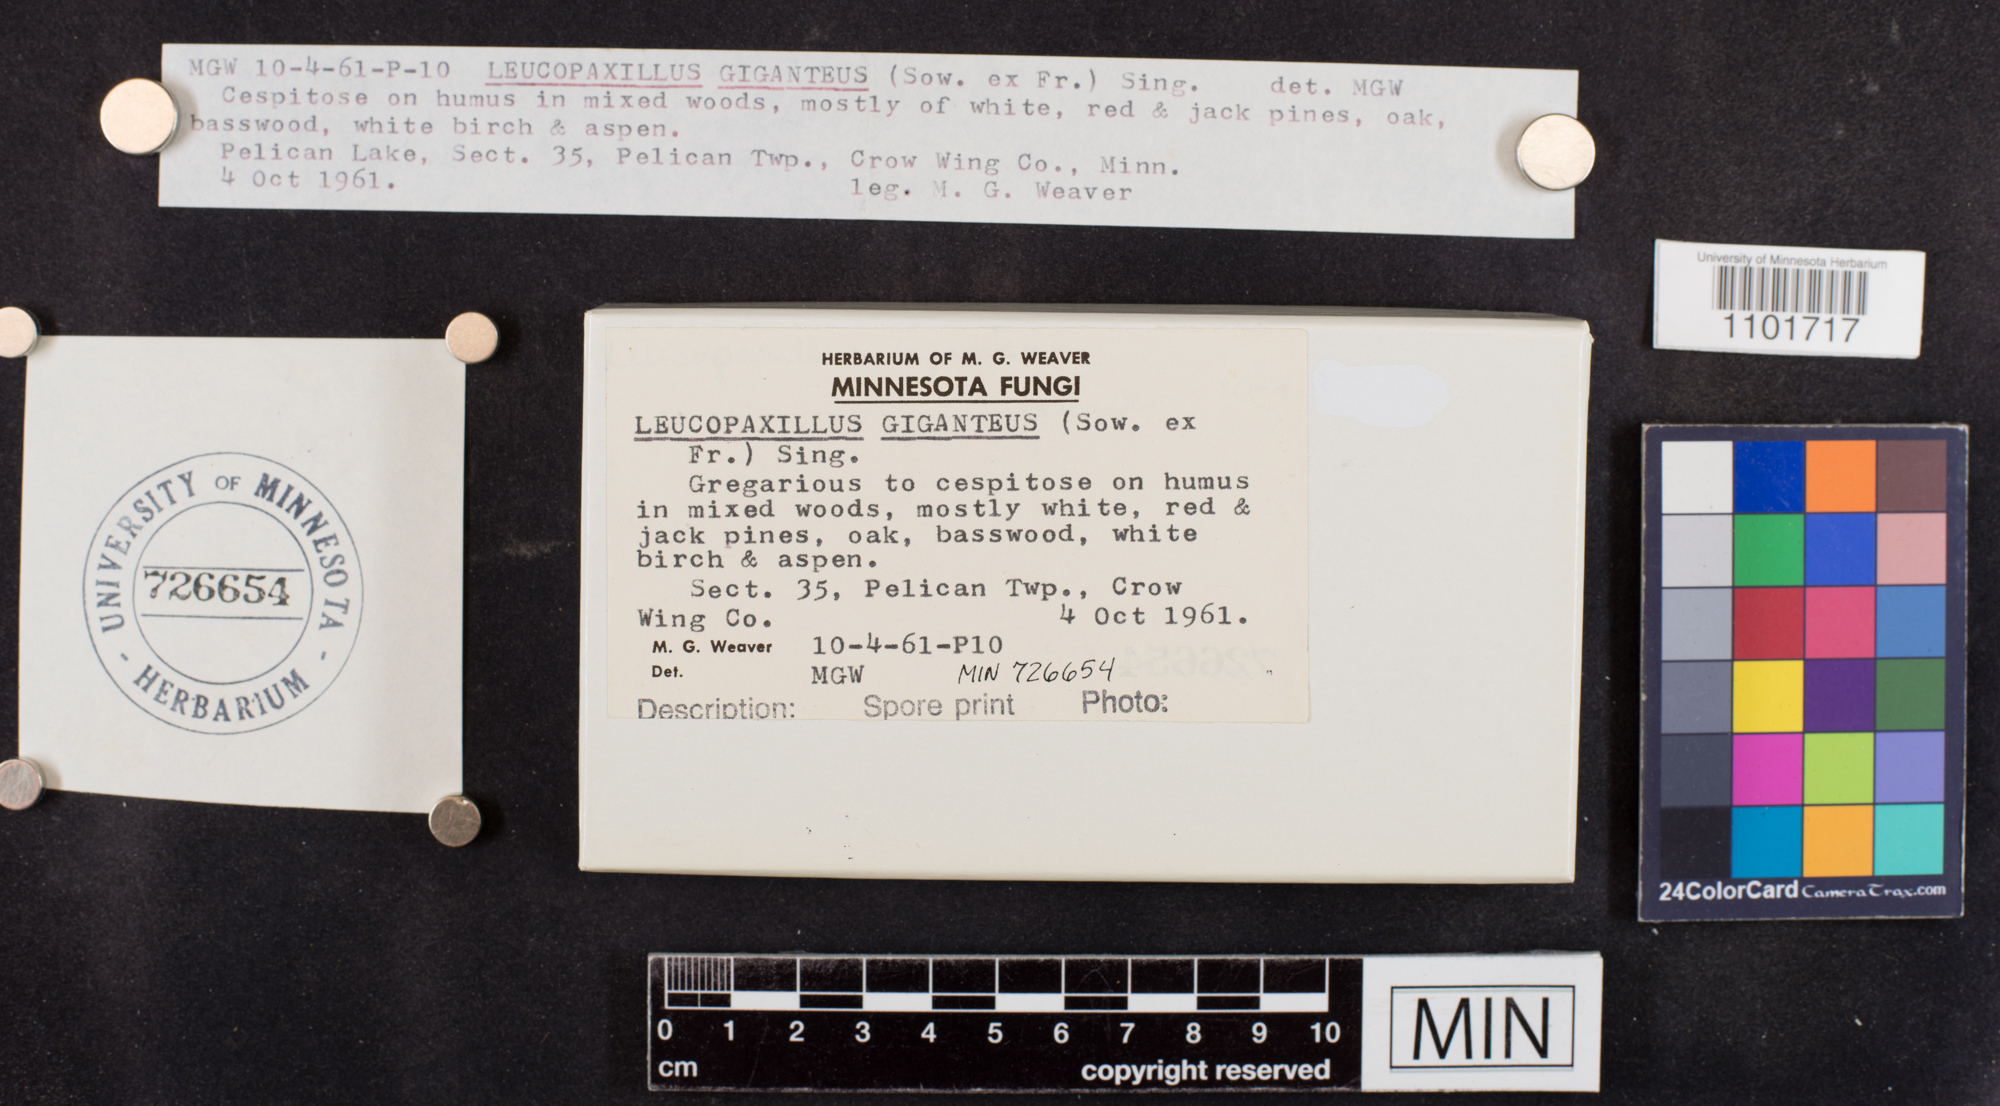 MGW 10-4-61-P-10 LEUCOPAXILLUS GIGANTEUS (Sow. ex Fr.) Sing. det. MGW
Cespitose on humus in mixed woods, mostly of white, red & jack pines, oak,
basswood, white birch & aspen.
Pelican Lake, Sect. 35, Pelican Twp., Crow Wing Co., Minn.
4 Oct 1961. leg. M. G. Weaver
University of Minnesota Herbarium
1101717
UNIVERSITY OF MINNESOTA
726654
- HERBARIUM -
HERBARIUM OF M. G. WEAVER
MINNESOTA FUNGI
LEUCOPAXILLUS GIGANTEUS (Sow. ex
Fr.) Sing.
Gregarious to cespitose on humus
in mixed woods, mostly white, red &
jack pines, oak, basswood, white
birch & aspen.
Sect. 35, Pelican Twp., Crow
Wing Co. 4 Oct 1961.
M. G. Weaver 10-4-61-P10
Det. MGW MIN 726654
Description: Spore print Photo:
24ColorCard CameraTrax.com
0 1 2 3 4 5 6 7 8 9 10
cm copyright reserved
MIN